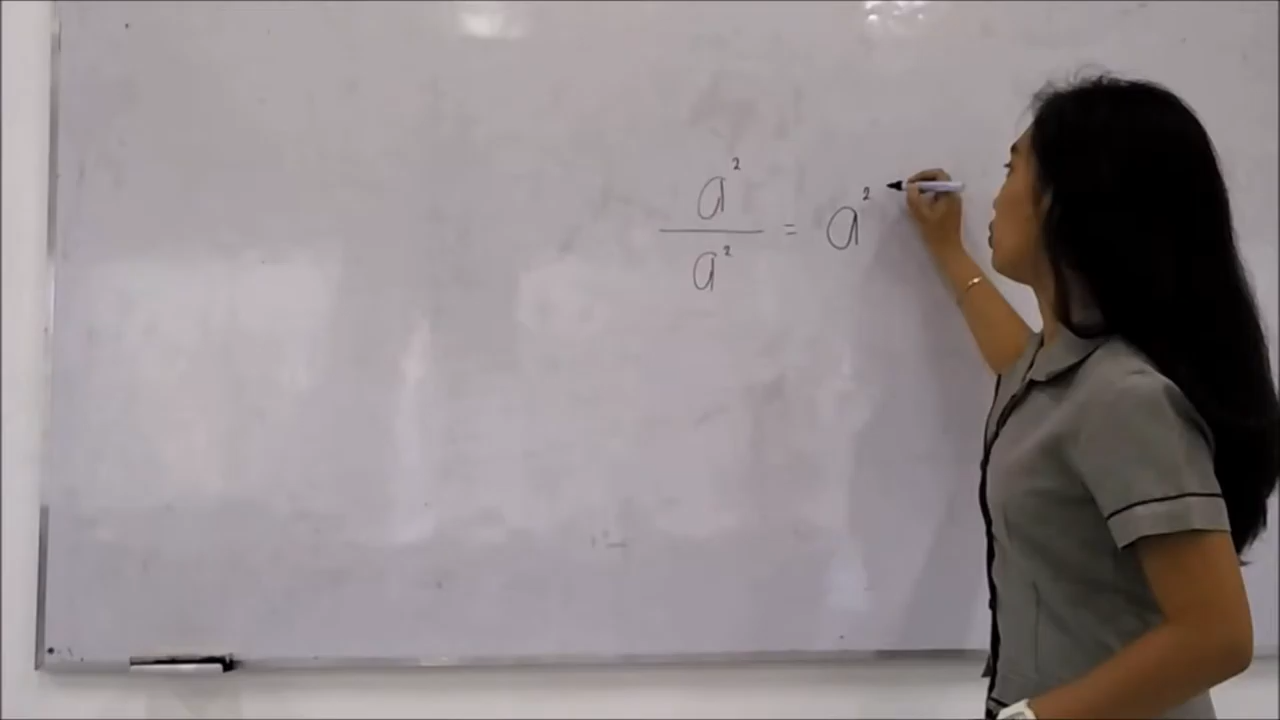 a²
—— = a²
a²